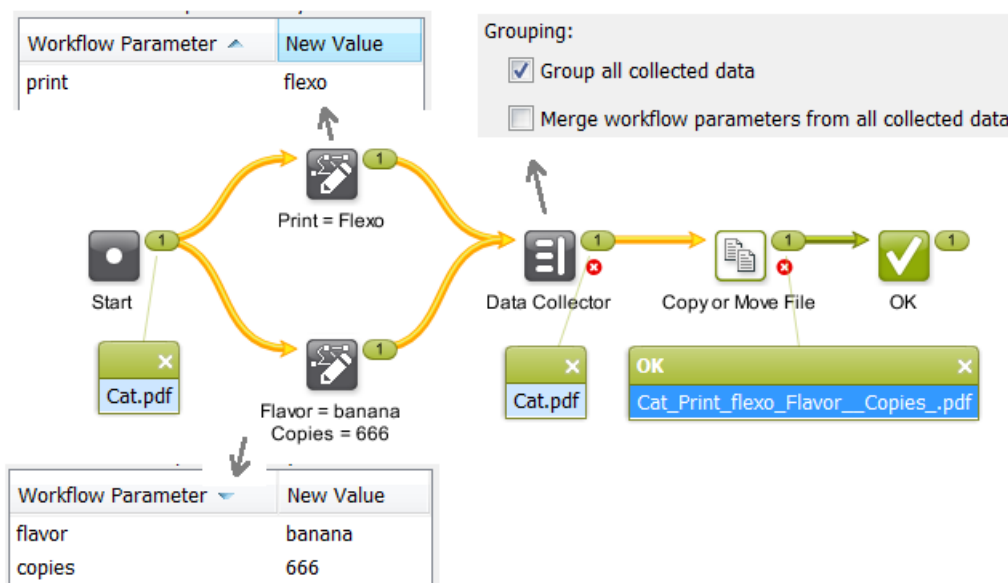 Workflow Parameter New Value
print flexo
Grouping:
Group all collected data
Merge workflow parameters from all collected data
1
Print = Flexo
1
Start
1
Data Collector
1
Copy or Move File
1
OK
Cat.pdf
1
Flavor = banana
Copies = 666
Cat.pdf
OK
Cat_Print_flexo_Flavor__Copies_.pdf
Workflow Parameter New Value
flavor banana
copies 666